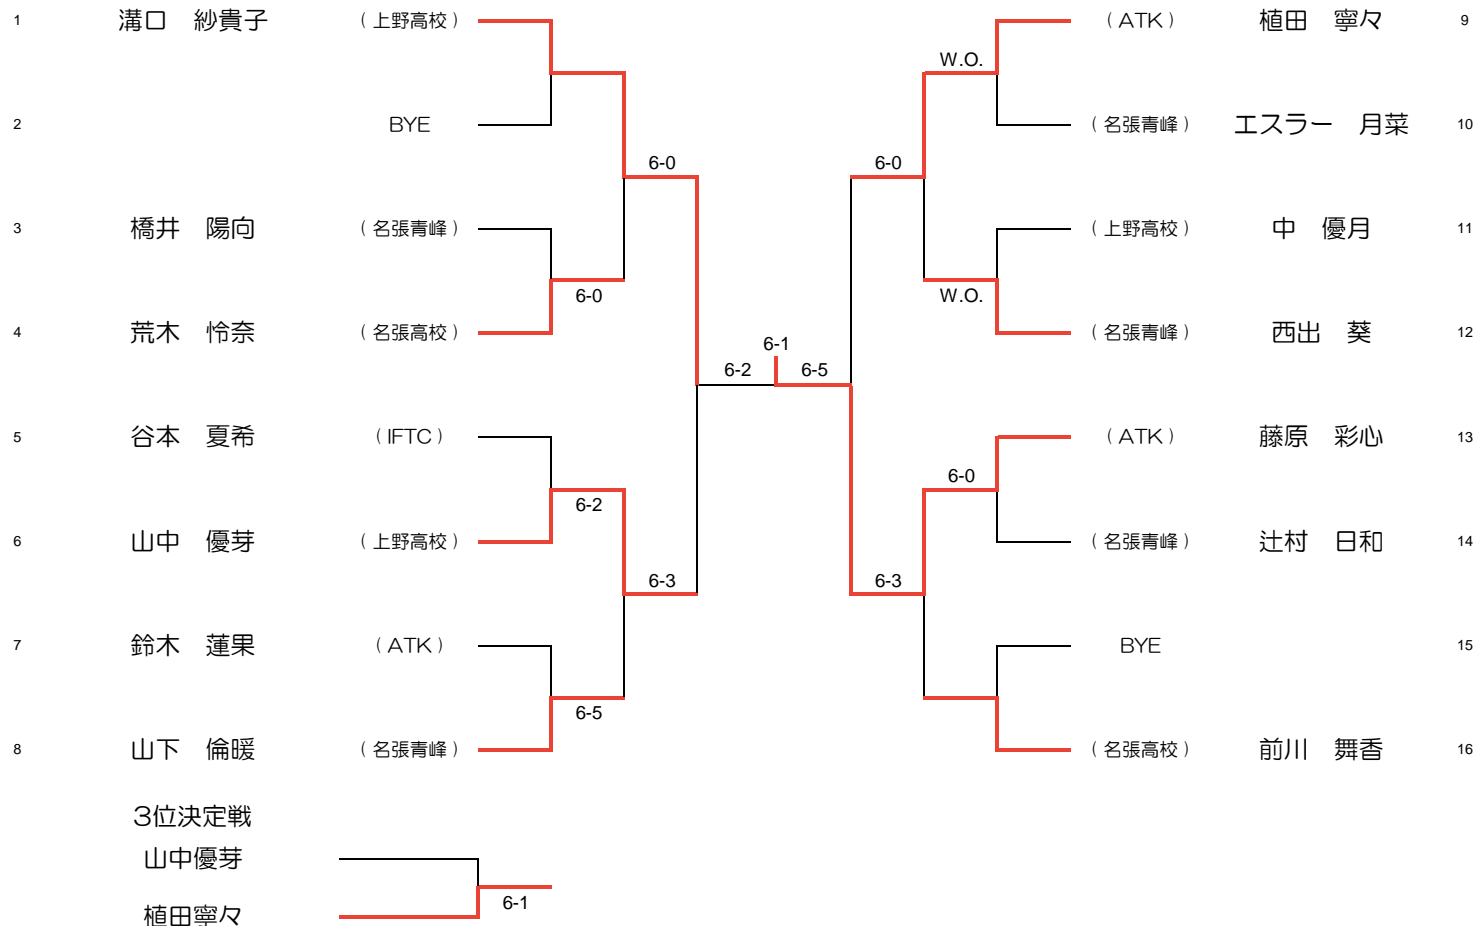 1 溝口 紗貴子 (上野高校)
2 BYE
3 橋井 陽向 (名張青峰)
4 荒木 怜奈 (名張高校)
5 谷本 夏希 (IFTC)
6 山中 優芽 (上野高校)
7 鈴木 蓮果 (ATK)
8 山下 倫暖 (名張青峰)
6-0
6-0
6-2
6-3
6-5
6-2
6-1
6-5
W.O.
6-0
W.O.
6-0
6-3
(ATK) 植田 寧々 9
(名張青峰) エスラー 月菜 10
(上野高校) 中 優月 11
(名張青峰) 西出 葵 12
(ATK) 藤原 彩心 13
(名張青峰) 辻村 日和 14
BYE 15
(名張高校) 前川 舞香 16
3位決定戦
山中優芽
植田寧々
6-1